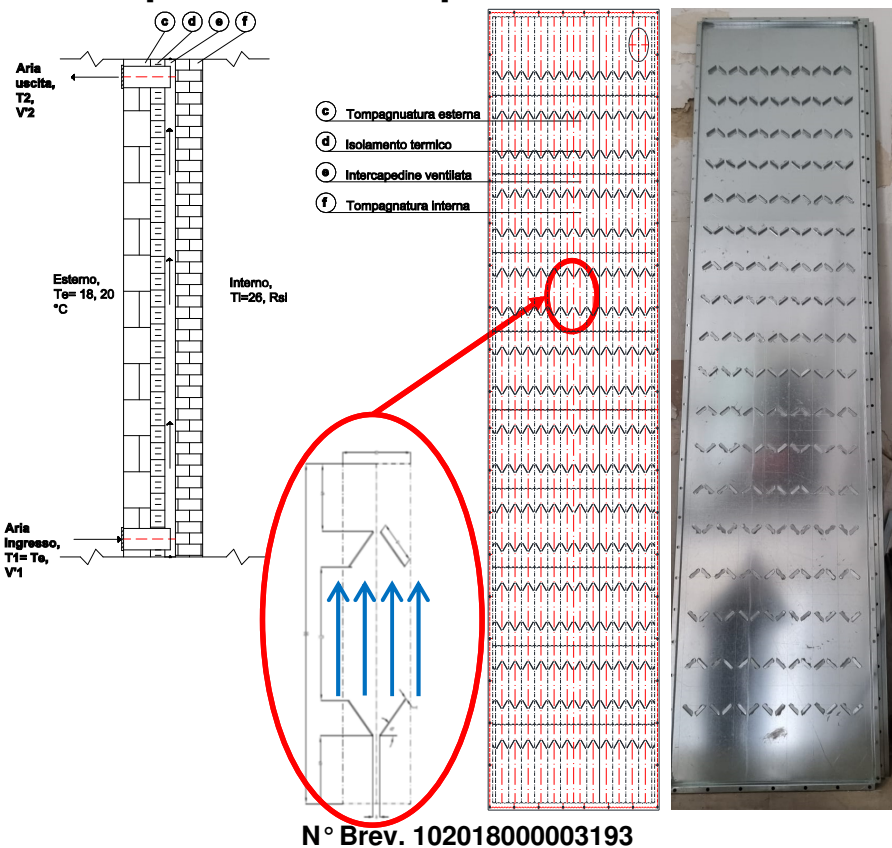 c d e f
Aria
uscita,
T2,
V'2
c Tompagnuatura esterna
d Isolamento termico
e Intercapedine ventilata
f Tompagnatura interna
Esterno,
Te= 18, 20
°C
Interno,
Ti=26, Rsi
Aria
ingresso,
T1= Te,
V'1
N° Brev. 102018000003193